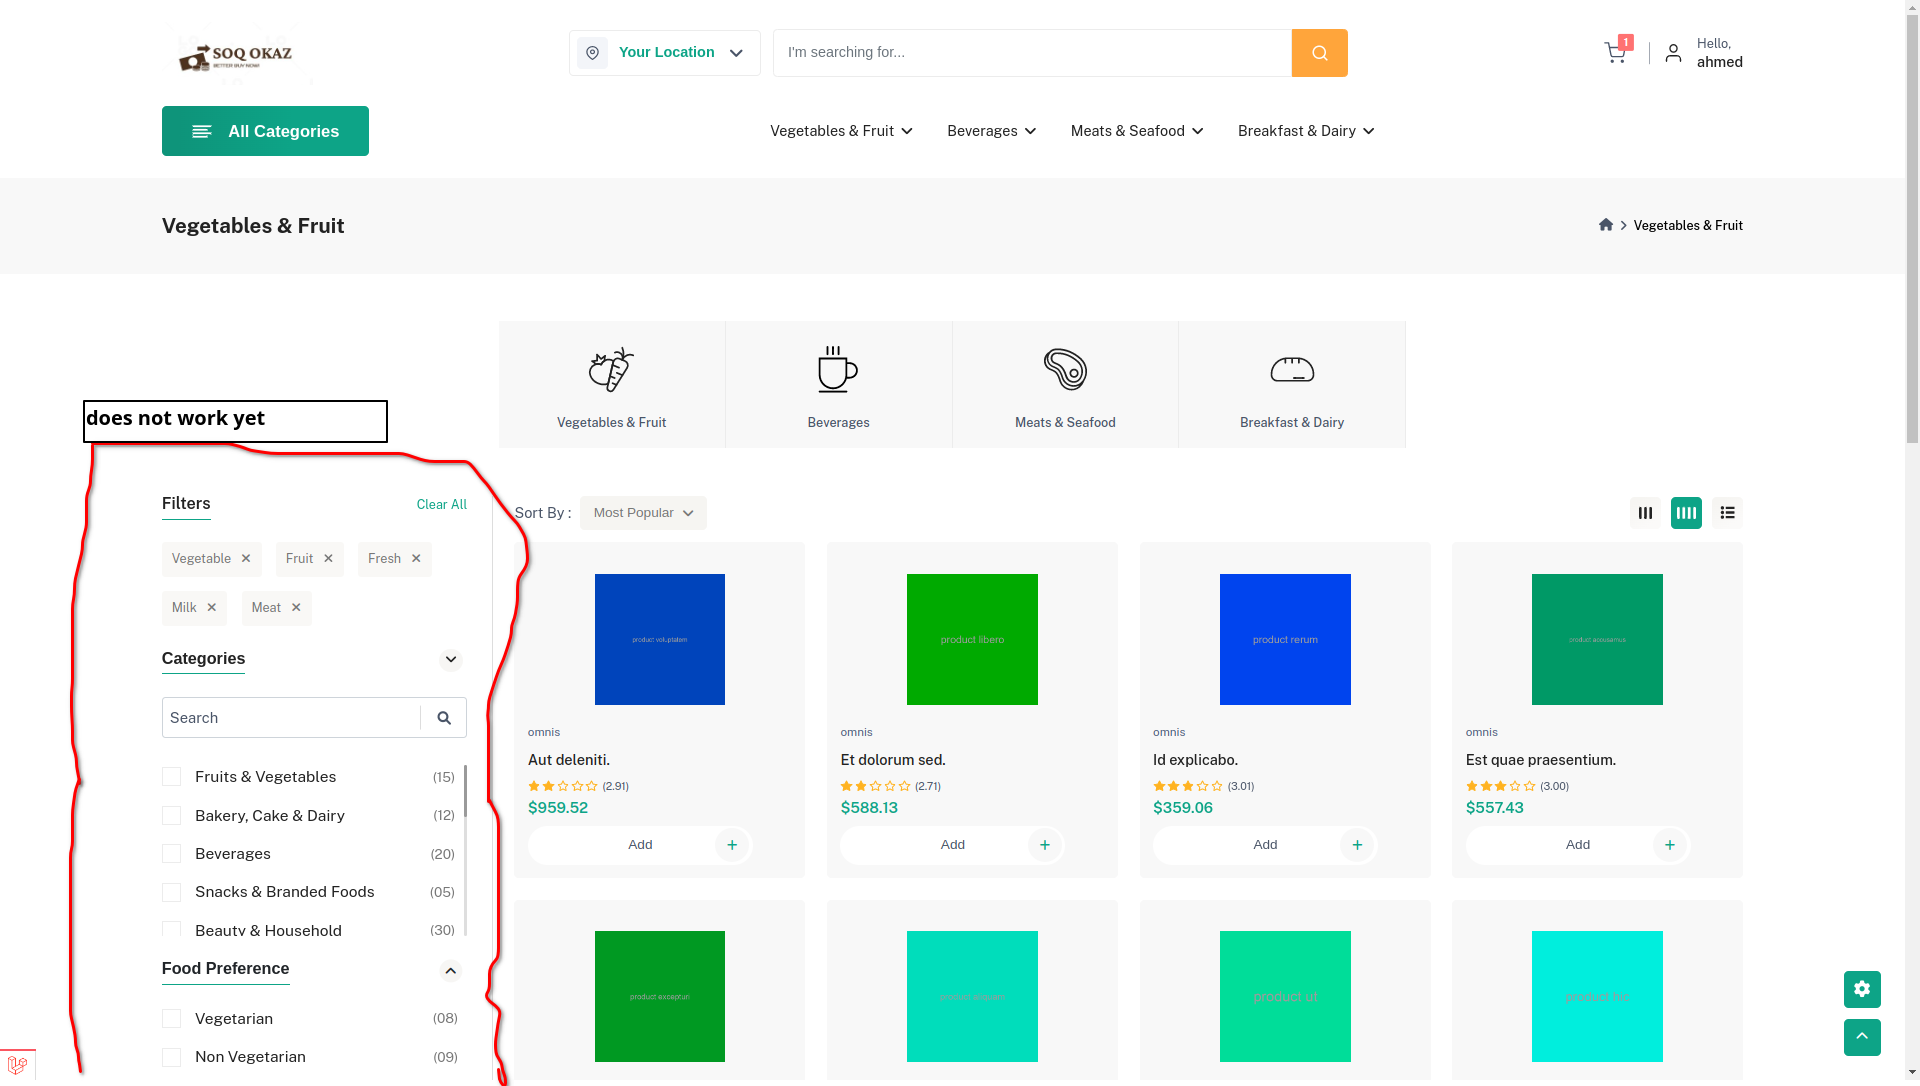 SOQ OKAZ
BETTER BUY NOW!
Your Location
I'm searching for...
1
Hello,
ahmed
All Categories
Vegetables & Fruit
Beverages
Meats & Seafood
Breakfast & Dairy
Vegetables & Fruit
Vegetables & Fruit
Vegetables & Fruit
Beverages
Meats & Seafood
Breakfast & Dairy
does not work yet
Filters
Clear All
Vegetable
Fruit
Fresh
Milk
Meat
Categories
Search
Fruits & Vegetables (15)
Bakery, Cake & Dairy (12)
Beverages (20)
Snacks & Branded Foods (05)
Beauty & Household (30)
Food Preference
Vegetarian (08)
Non Vegetarian (09)
Sort By :
Most Popular
product voluptatem
omnis
Aut deleniti.
(2.91)
$959.52
Add +
product libero
omnis
Et dolorum sed.
(2.71)
$588.13
Add +
product rerum
omnis
Id explicabo.
(3.01)
$359.06
Add +
product accusamus
omnis
Est quae praesentium.
(3.00)
$557.43
Add +
product excepturi
product
product ut
product hic